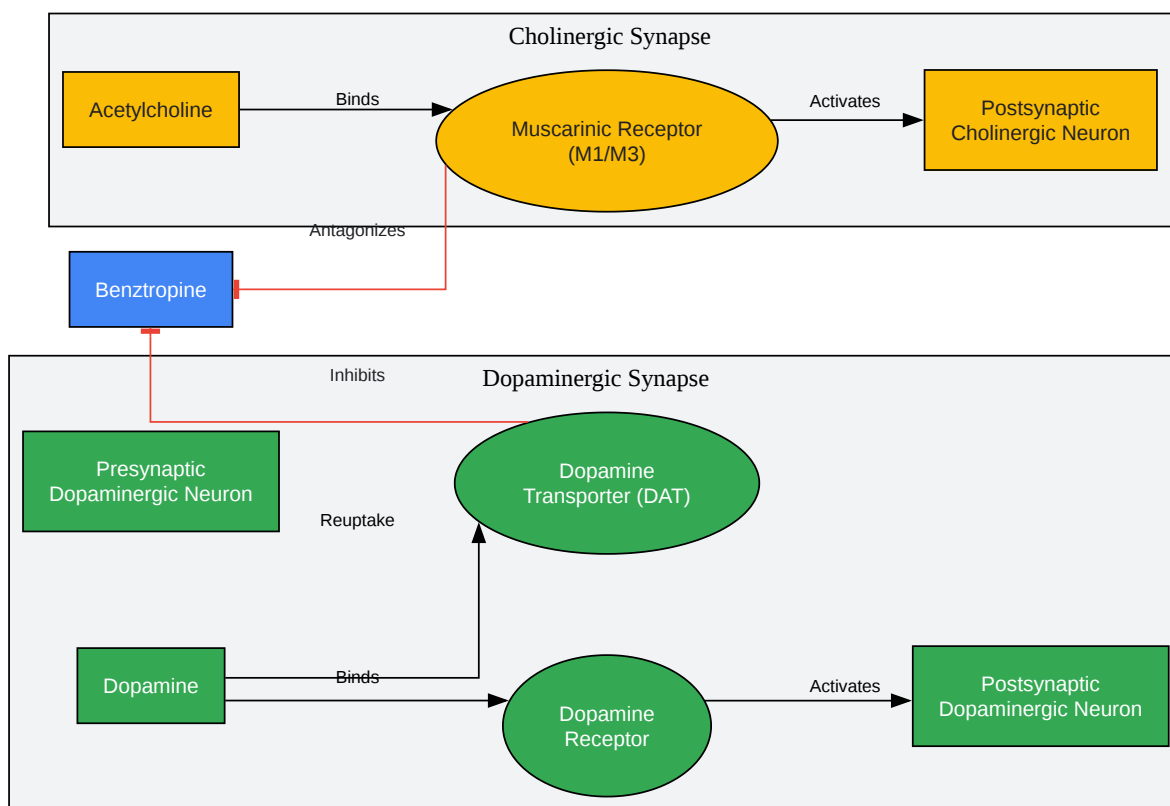 Cholinergic Synapse
Acetylcholine
Binds
Muscarinic Receptor
(M1/M3)
Activates
Postsynaptic
Cholinergic Neuron
Antagonizes
Benztropine
Inhibits
Dopaminergic Synapse
Presynaptic
Dopaminergic Neuron
Dopamine
Transporter (DAT)
Reuptake
Dopamine
Binds
Dopamine
Receptor
Activates
Postsynaptic
Dopaminergic Neuron